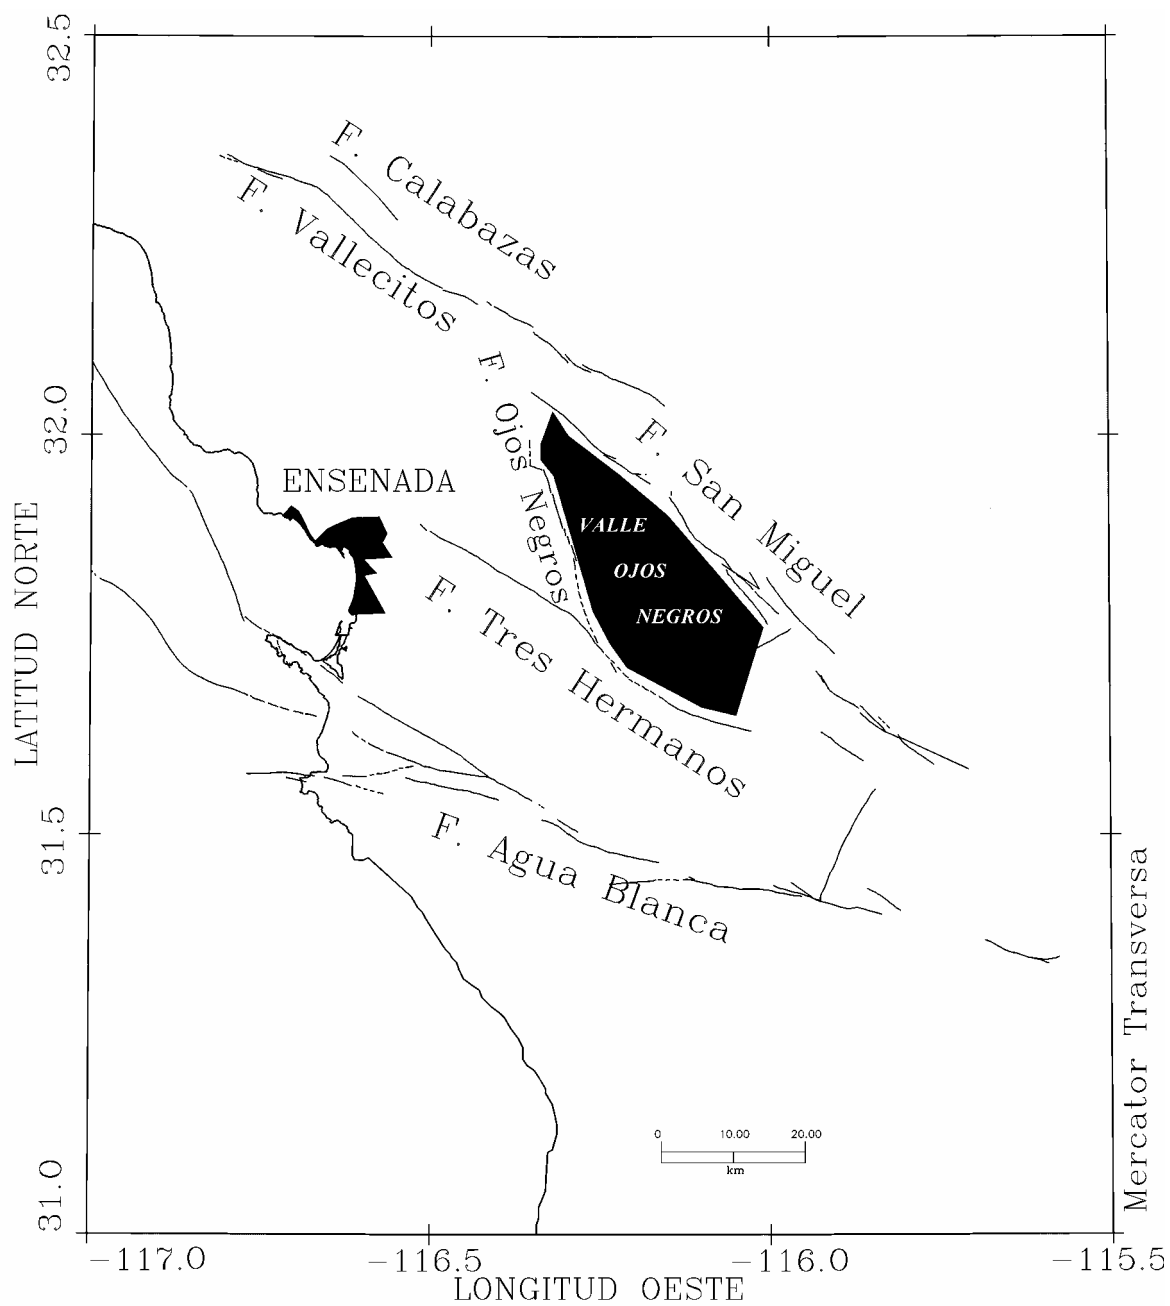 32.5
F. Calabazas
F. Vallecitos
F. Ojos Negros
32.0
F. San Miguel
ENSENADA
VALLE
OJOS
NEGROS
LATITUD NORTE
F. Tres Hermanos
31.5
F. Agua Blanca
Mercator Transversa
0 10.00 20.00
km
31.0
-117.0 -116.5 -116.0 -115.5
LONGITUD OESTE